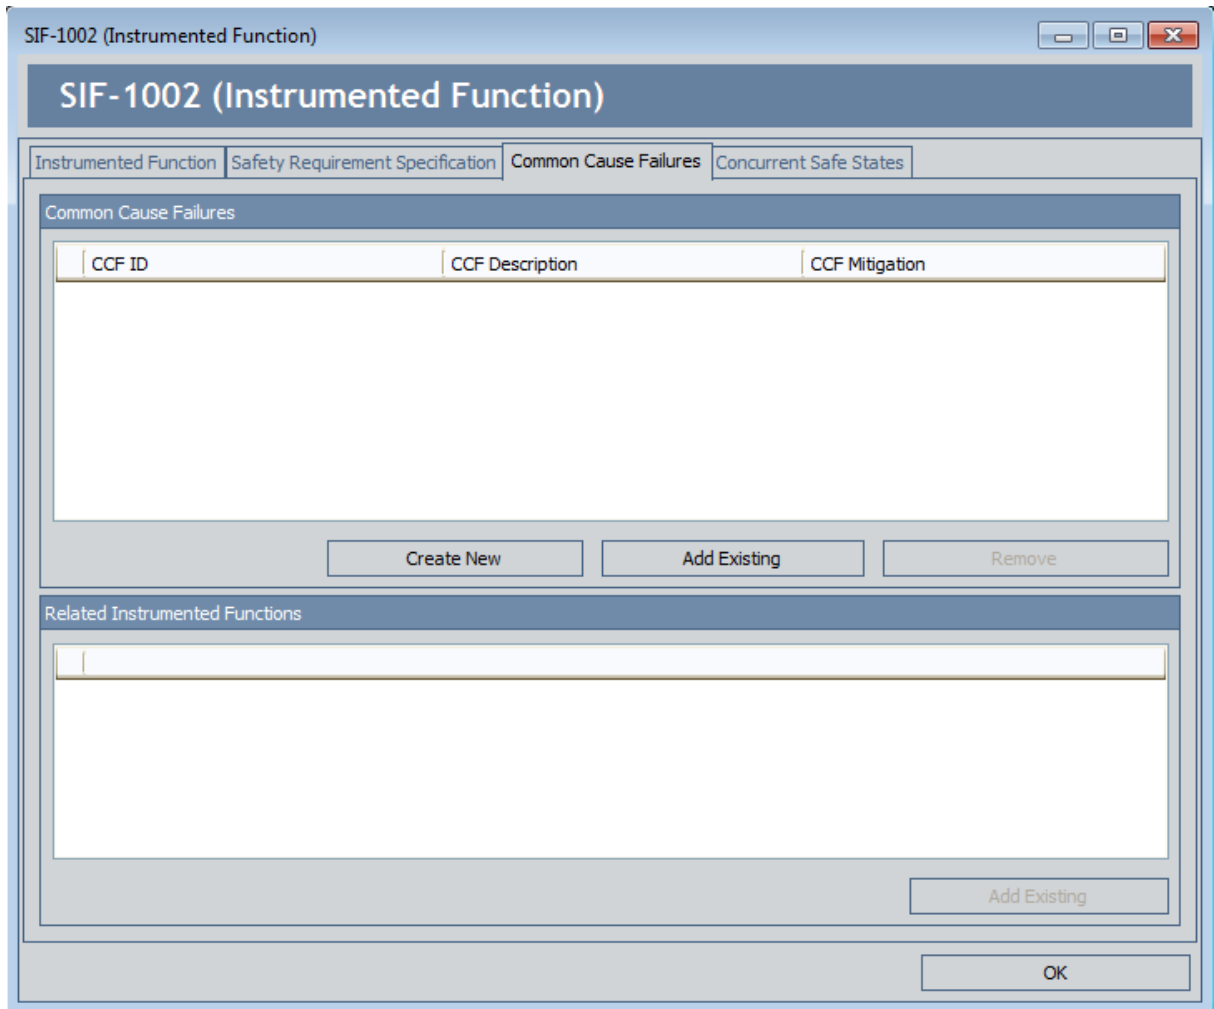 SIF-1002 (Instrumented Function)
SIF-1002 (Instrumented Function)
Instrumented Function Safety Requirement Specification Common Cause Failures Concurrent Safe States
Common Cause Failures
CCF ID CCF Description CCF Mitigation
Create New Add Existing Remove
Related Instrumented Functions
Add Existing
OK